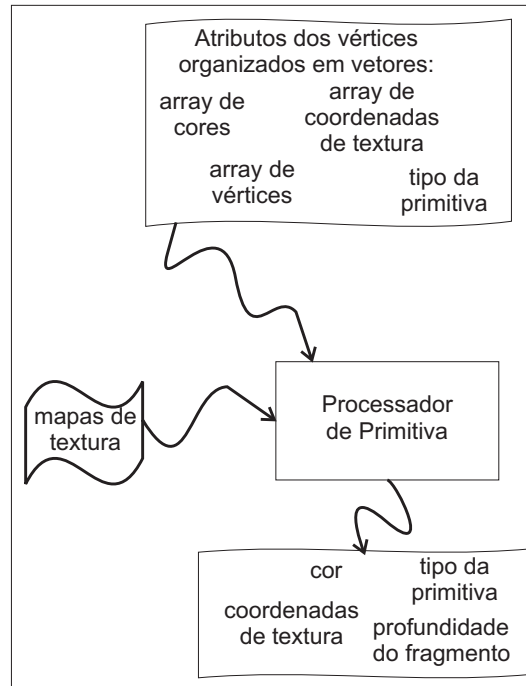 Atributos dos vértices
organizados em vetores:
array de
cores
array de
coordenadas
de textura
array de
vértices
tipo da
primitiva
mapas de
textura
Processador
de Primitiva
cor
tipo da
primitiva
coordenadas
de textura
profundidade
do fragmento